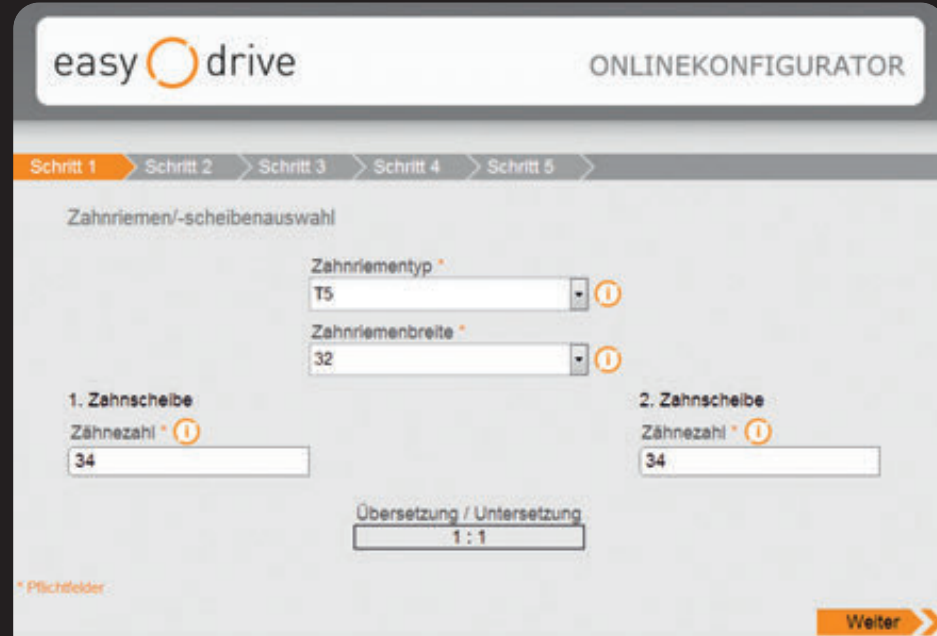 easy drive
ONLINEKONFIGURATOR
Schritt 1 Schritt 2 Schritt 3 Schritt 4 Schritt 5
Zahnriemen/-scheibenauswahl
Zahnriementyp *
T5
Zahnriemenbreite *
32
1. Zahnscheibe
Zähnezahl *
34
2. Zahnscheibe
Zähnezahl *
34
Übersetzung / Untersetzung
1 : 1
* Pflichtfelder
Weiter